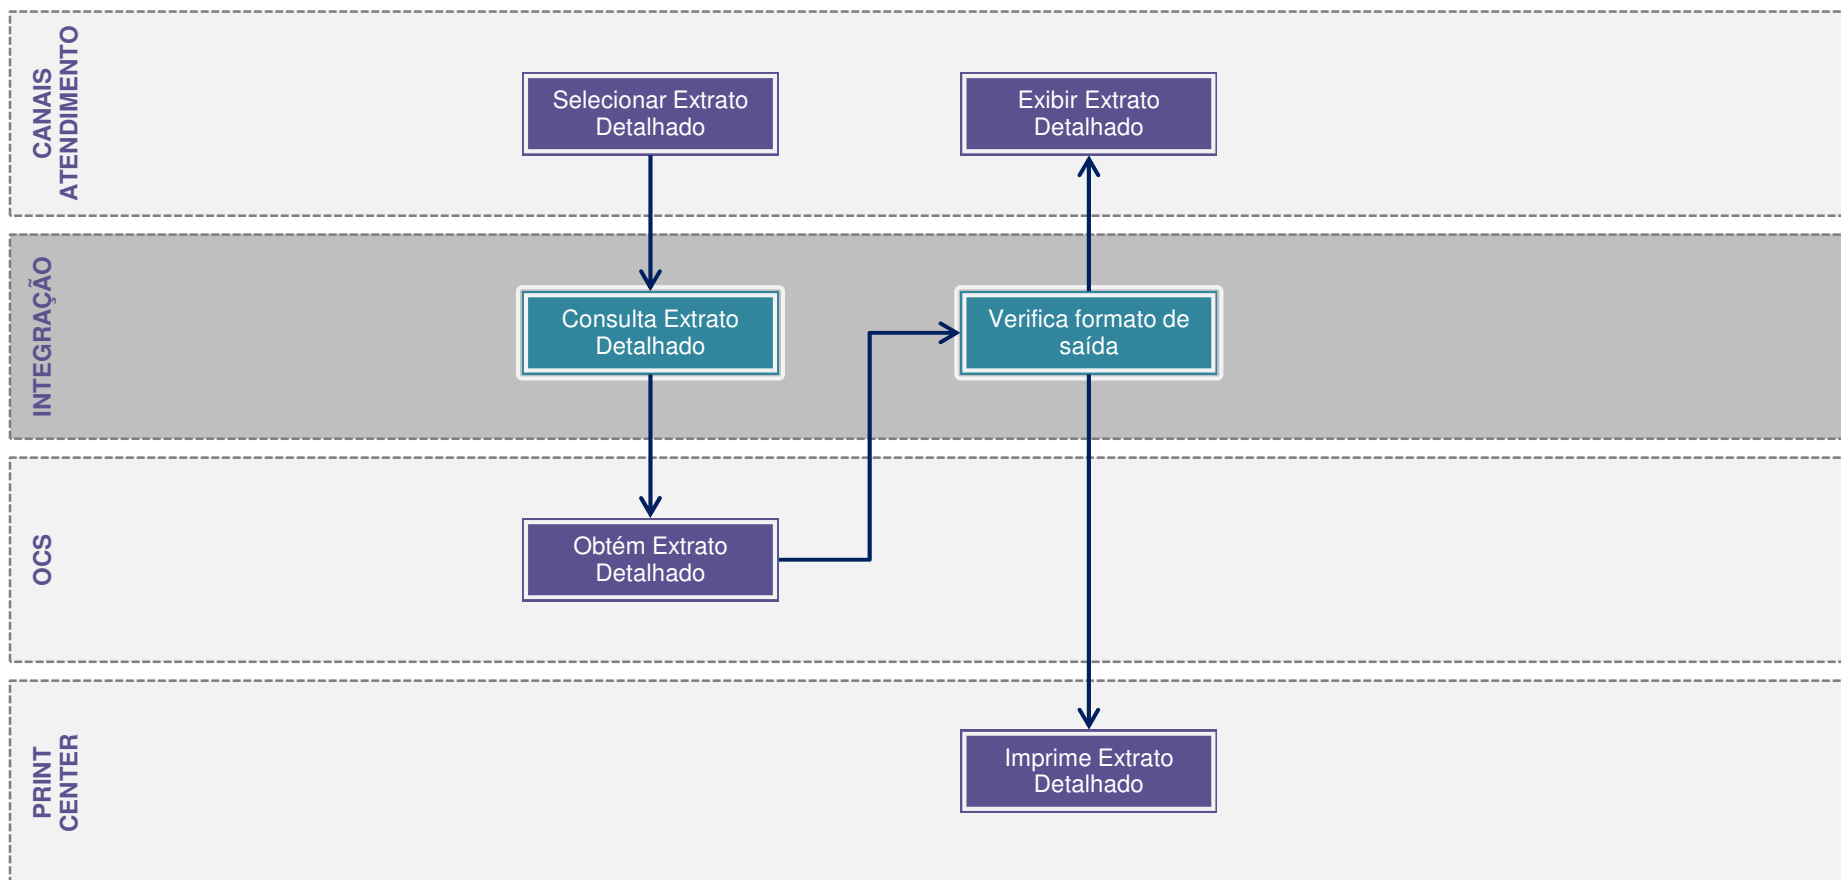 CANAIS
ATENDIMENTO
Selecionar Extrato
Detalhado
Exibir Extrato
Detalhado
INTEGRAÇÃO
Consulta Extrato
Detalhado
Verifica formato de
saída
OCS
Obtém Extrato
Detalhado
PRINT
CENTER
Imprime Extrato
Detalhado